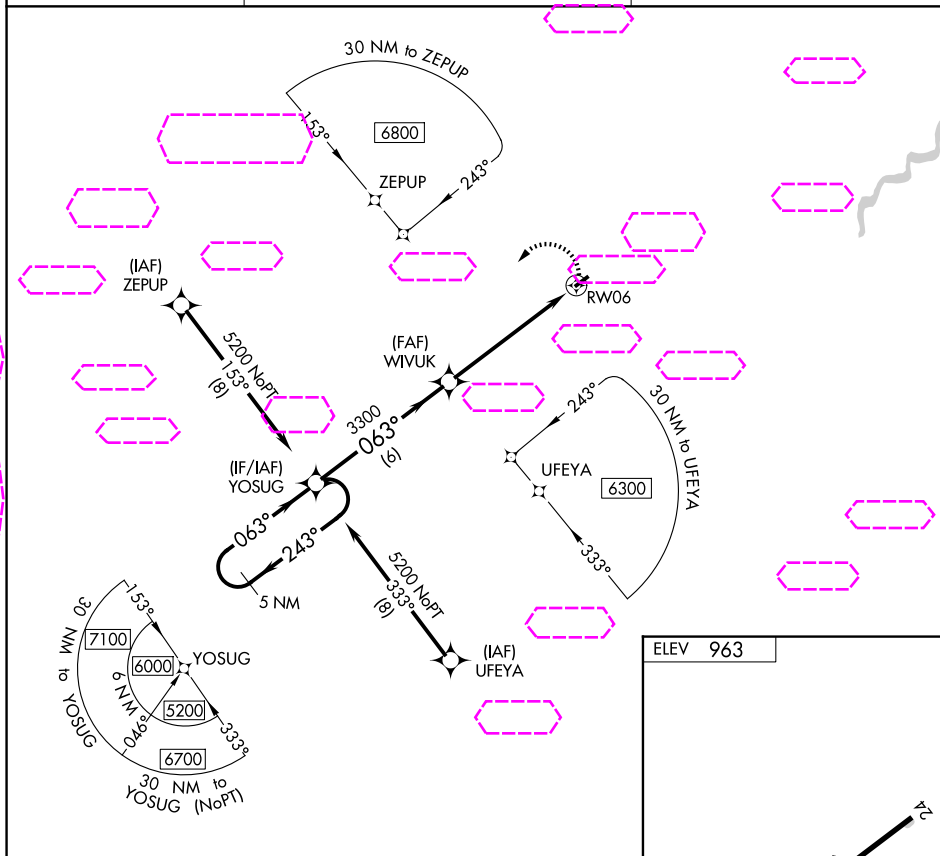 30 NM to ZEPUP
153°
6800
243°
ZEPUP
(IAF)
ZEPUP
5200 NoPT
153°
(8)
RW06
(FAF)
WIVUK
3300
063°
(6)
(IF/IAF)
YOSUG
063°
243°
5 NM
243°
30 NM to UFEYA
UFEYA
6300
333°
5200 NoPT
333°
(8)
(IAF)
UFEYA
153°
30 NM to YOSUG
7100
6000
YOSUG
6 NM
046°
5200
333°
6700
30 NM to
YOSUG (NoPT)
ELEV 963
24